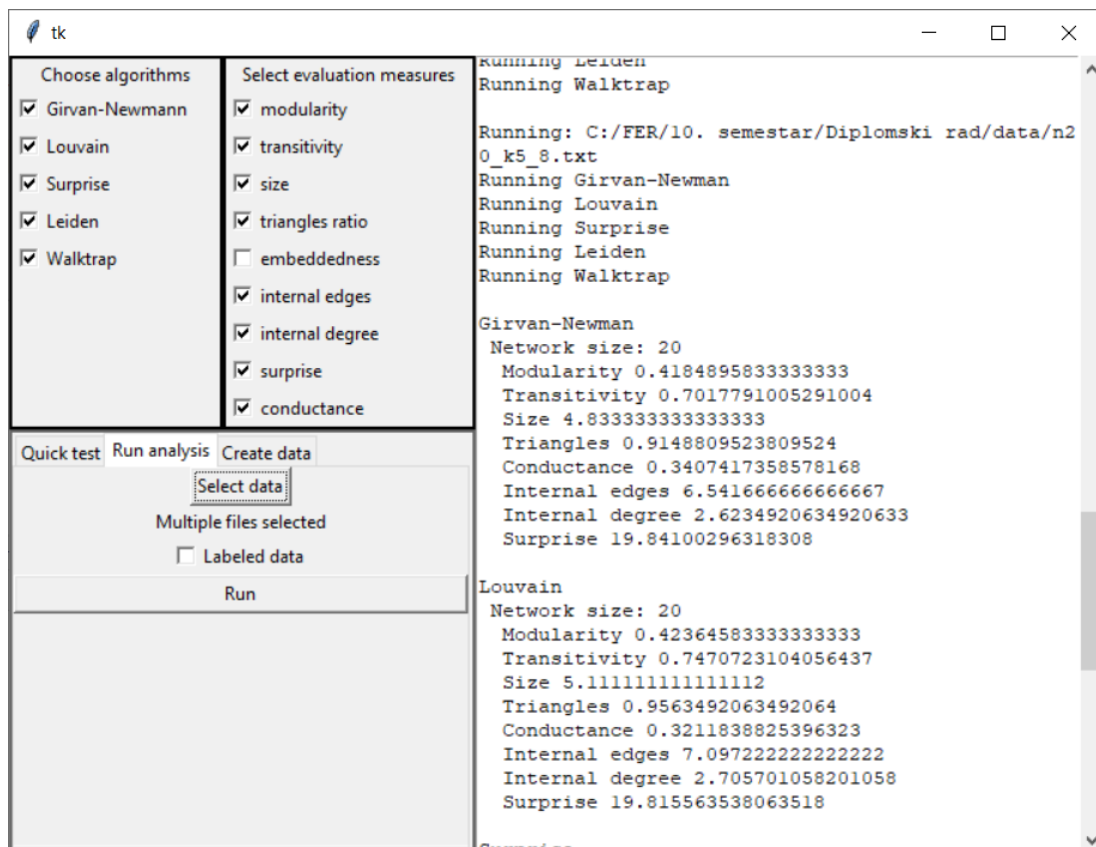 tk
Choose algorithms
Girvan-Newmann
Louvain
Surprise
Leiden
Walktrap
Select evaluation measures
modularity
transitivity
size
triangles ratio
embeddedness
internal edges
internal degree
surprise
conductance
Quick test
Run analysis
Create data
Select data
Multiple files selected
Labeled data
Run
Running Leiden
Running Walktrap
Running: C:/FER/10. semestar/Diplomski rad/data/n2
0_k5_8.txt
Running Girvan-Newman
Running Louvain
Running Surprise
Running Leiden
Running Walktrap
Girvan-Newman
Network size: 20
Modularity 0.4184895833333333
Transitivity 0.7017791005291004
Size 4.833333333333333
Triangles 0.9148809523809524
Conductance 0.3407417358578168
Internal edges 6.541666666666667
Internal degree 2.6234920634920633
Surprise 19.84100296318308
Louvain
Network size: 20
Modularity 0.42364583333333333
Transitivity 0.7470723104056437
Size 5.111111111111112
Triangles 0.9563492063492064
Conductance 0.3211838825396323
Internal edges 7.097222222222222
Internal degree 2.705701058201058
Surprise 19.815563538063518
Surprise